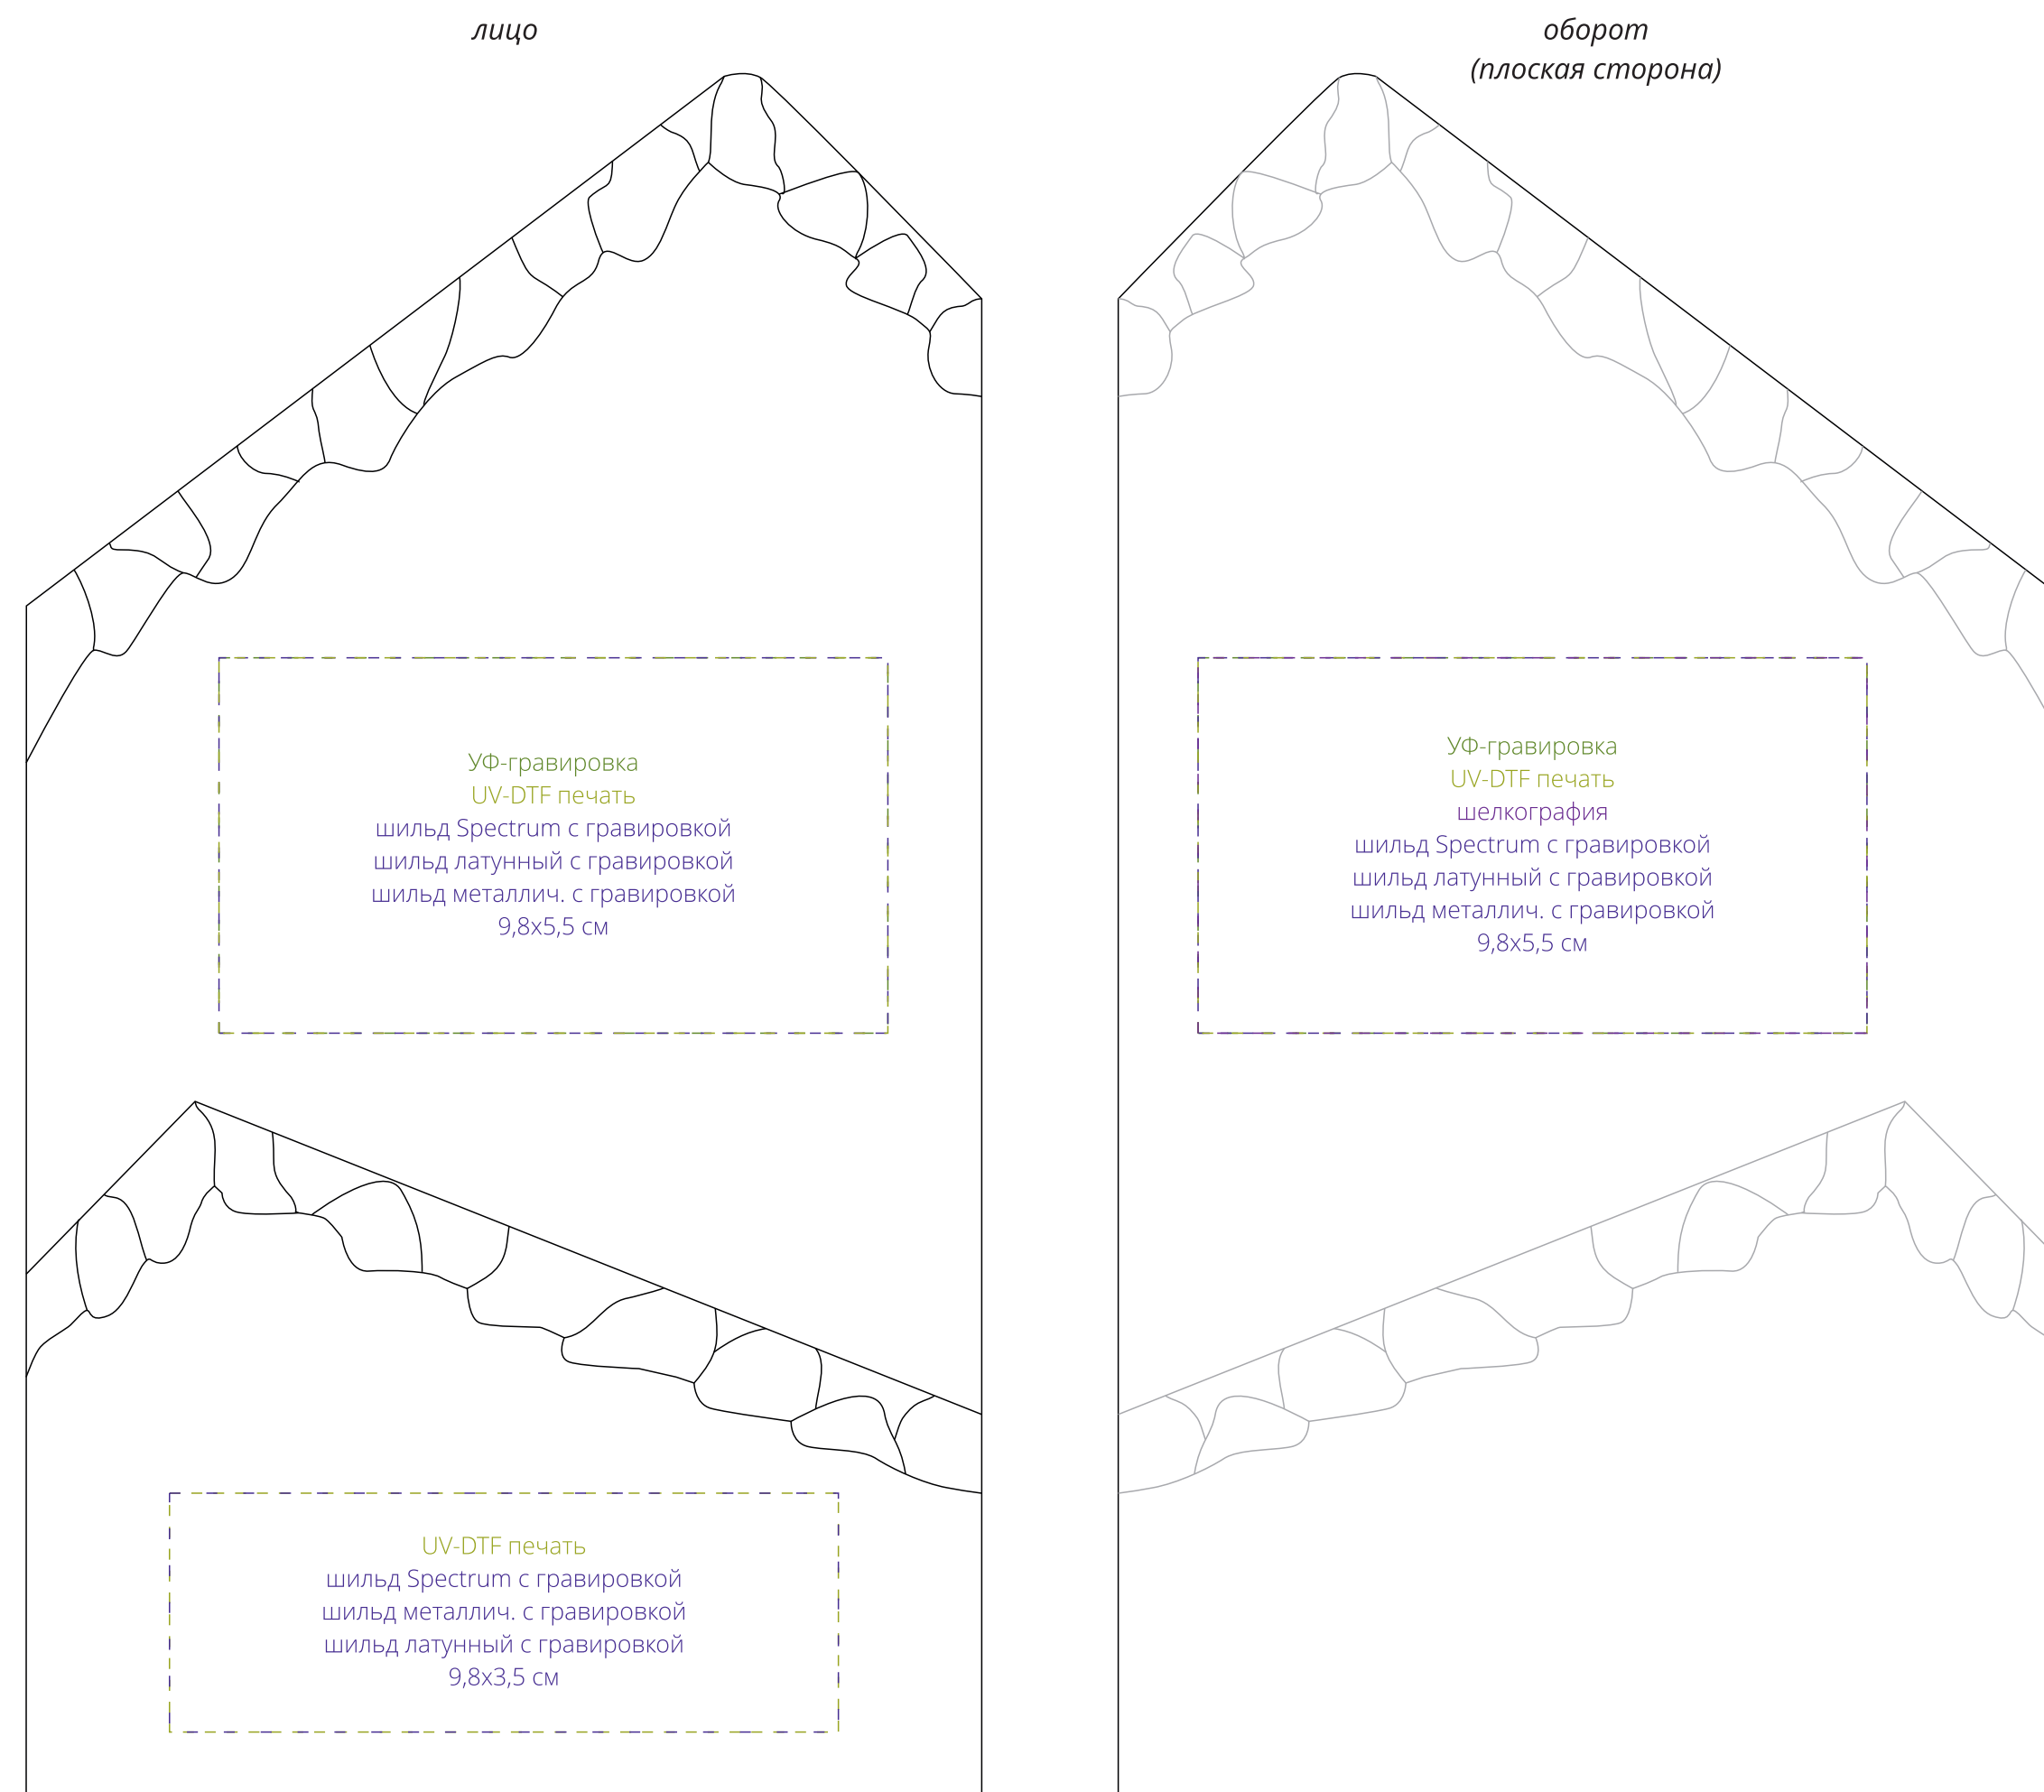 лицо
оборот
(плоская сторона)
УФ-гравировка
UV-DTF печать
шильд Spectrum с гравировкой
шильд латунный с гравировкой
шильд металлич. с гравировкой
9,8х5,5 см
УФ-гравировка
UV-DTF печать
шелкография
шильд Spectrum с гравировкой
шильд латунный с гравировкой
шильд металлич. с гравировкой
9,8х5,5 см
UV-DTF печать
шильд Spectrum с гравировкой
шильд металлич. с гравировкой
шильд латунный с гравировкой
9,8х3,5 см